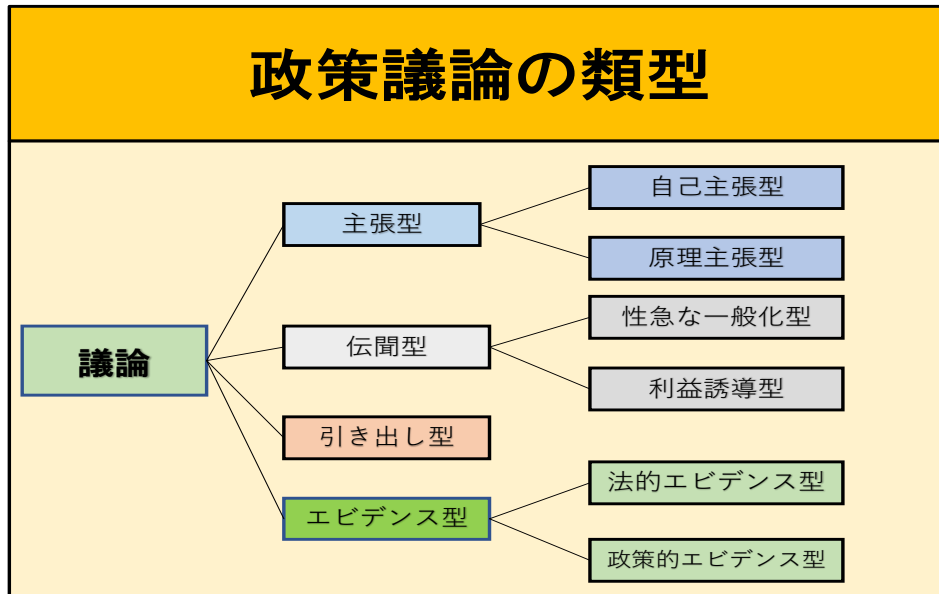 政策議論の類型
議論
主張型
自己主張型
原理主張型
伝聞型
性急な一般化型
利益誘導型
引き出し型
エビデンス型
法的エビデンス型
政策的エビデンス型